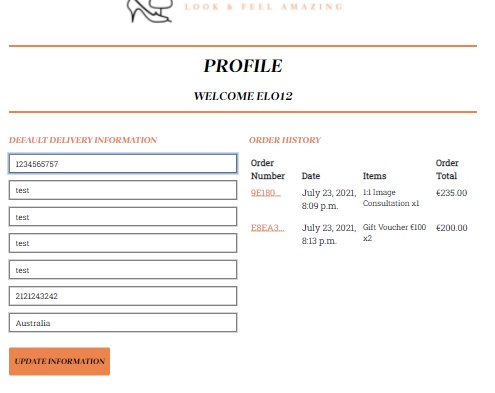 LOOK & FEEL AMAZING
PROFILE
WELCOME ELO12
DEFAULT DELIVERY INFORMATION
1234565757
test
test
test
test
2121243242
Australia
UPDATE INFORMATION
ORDER HISTORY
Order Number Date Items Order Total
9E180... July 23, 2021, 8:09 p.m. 1:1 Image Consultation x1 €235.00
E8EA3... July 23, 2021, 8:13 p.m. Gift Voucher €100 x2 €200.00